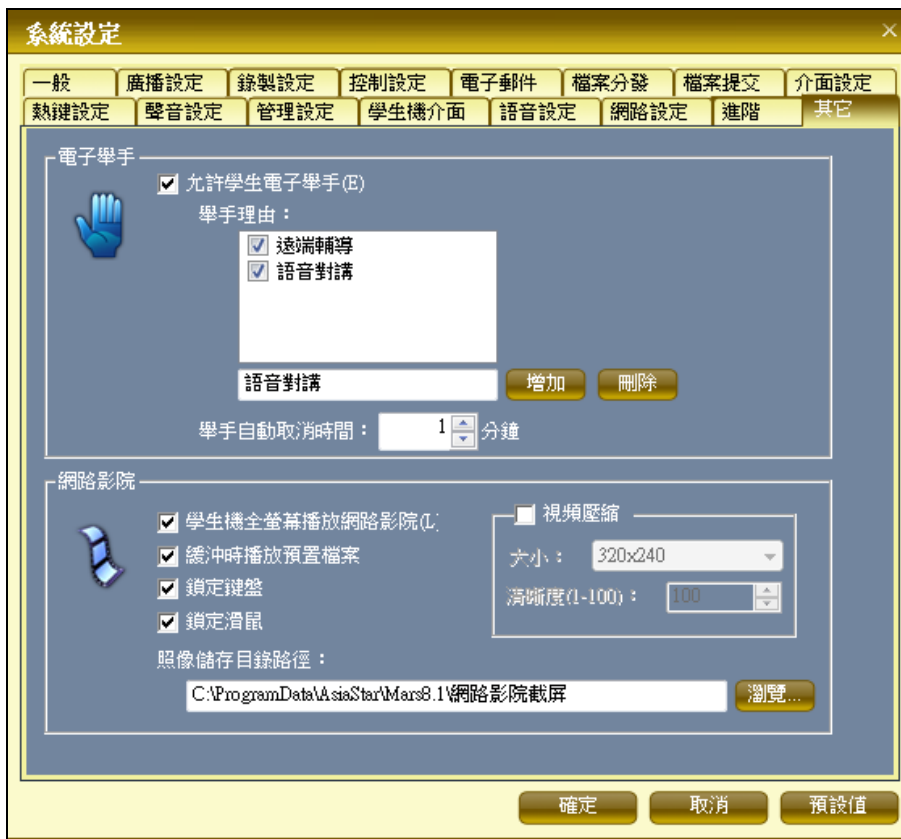 系統設定
一般 廣播設定 錄製設定 控制設定 電子郵件 檔案分發 檔案提交 介面設定
熱鍵設定 聲音設定 管理設定 學生機介面 語音設定 網路設定 進階 其它
電子舉手
允許學生電子舉手(E)
舉手理由：
遠端輔導
語音對講
語音對講 增加 刪除
舉手自動取消時間： 1 分鐘
網路影院
學生機全螢幕播放網路影院(L)
緩沖時播放預置檔案
鎖定鍵盤
鎖定滑鼠
視頻壓縮
大小： 320x240
清晰度(1-100)： 100
照像儲存目錄路徑：
C:\ProgramData\AsiaStar\Mars8.1\網路影院截屏 瀏覽...
確定 取消 預設值